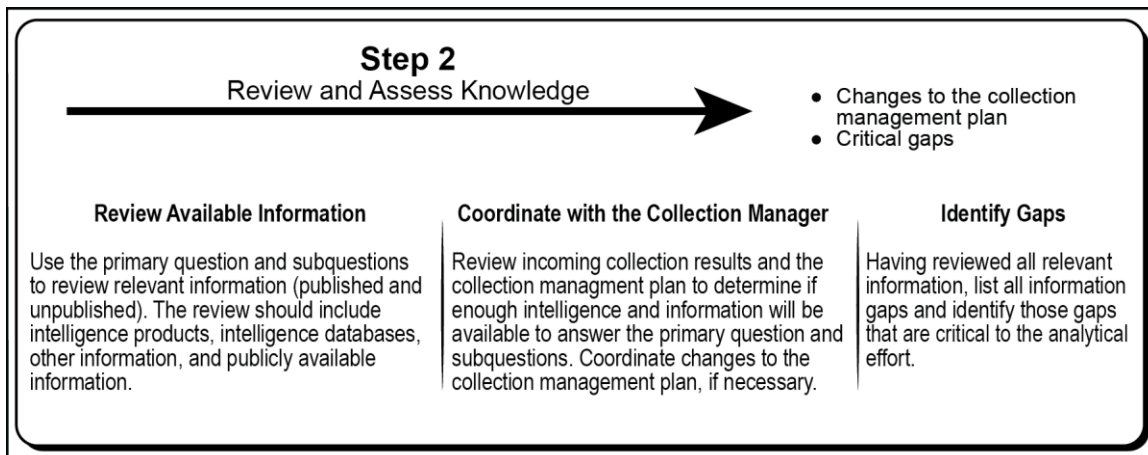 Step 2
Review and Assess Knowledge
● Changes to the collection
management plan
● Critical gaps
Review Available Information
Use the primary question and subquestions
to review relevant information (published and
unpublished). The review should include
intelligence products, intelligence databases,
other information, and publicly available
information.
Coordinate with the Collection Manager
Review incoming collection results and the
collection managment plan to determine if
enough intelligence and information will be
available to answer the primary question and
subquestions. Coordinate changes to the
collection management plan, if necessary.
Identify Gaps
Having reviewed all relevant
information, list all information
gaps and identify those gaps
that are critical to the analytical
effort.